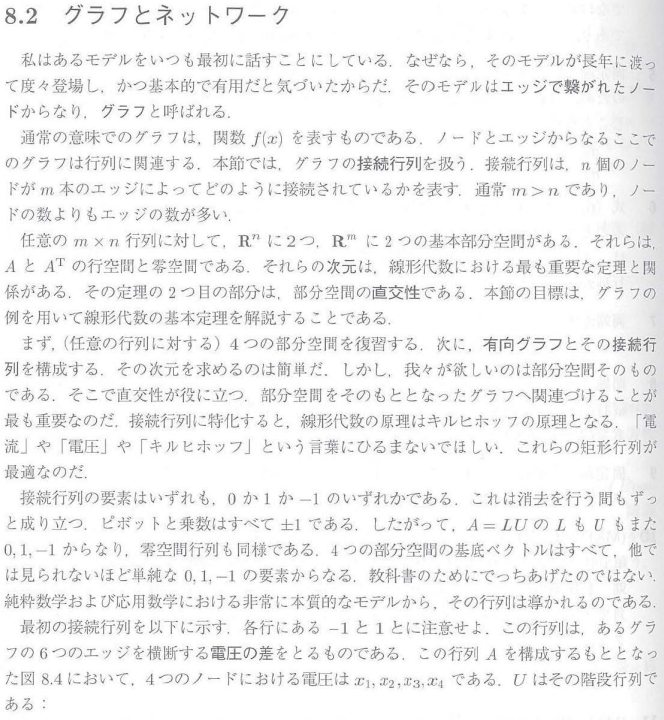 8.2 グラフとネットワーク
私はあるモデルをいつも最初に話すことにしている．なぜなら，そのモデルが長年に渡っ
て度々登場し，かつ基本的で有用だと気づいたからだ．そのモデルはエッジで繋がれたノー
ドからなり，グラフと呼ばれる．
通常の意味でのグラフは，関数 f(x) を表すものである．ノードとエッジからなるここで
のグラフは行列に関連する．本節では，グラフの接続行列を扱う．接続行列は，n 個のノー
ドが m 本のエッジによってどのように接続されているかを表す．通常 m > n であり，ノー
ドの数よりもエッジの数が多い．
任意の m × n 行列に対して，Rⁿ に２つ，Rᵐ に 2 つの基本部分空間がある．それらは，
A と Aᵀ の行空間と零空間である．それらの次元は，線形代数における最も重要な定理と関
係がある．その定理の 2 つ目の部分は，部分空間の直交性である．本節の目標は，グラフの
例を用いて線形代数の基本定理を解説することである．
まず，（任意の行列に対する）4 つの部分空間を復習する．次に，有向グラフとその接続行
列を構成する．その次元を求めるのは簡単だ．しかし，我々が欲しいのは部分空間そのもの
である．そこで直交性が役に立つ．部分空間をそのもととなったグラフへ関連づけることが
最も重要なのだ．接続行列に特化すると，線形代数の原理はキルヒホッフの原理となる．「電
流」や「電圧」や「キルヒホッフ」という言葉にひるまないでほしい．これらの矩形行列が
最適なのだ．
接続行列の要素はいずれも，0 か 1 か −1 のいずれかである．これは消去を行う間もずっ
と成り立つ．ピボットと乗数はすべて ±1 である．したがって，A = LU の L も U もまた
0, 1, −1 からなり，零空間行列も同様である．4 つの部分空間の基底ベクトルはすべて，他で
は見られないほど単純な 0, 1, −1 の要素からなる．教科書のためにでっちあげたのではない．
純粋数学および応用数学における非常に本質的なモデルから，その行列は導かれるのである．
最初の接続行列を以下に示す．各行にある −1 と 1 とに注意せよ．この行列は，あるグラ
フの 6 つのエッジを横断する電圧の差をとるものである．この行列 A を構成するもととなっ
た図 8.4 において，4 つのノードにおける電圧は x₁, x₂, x₃, x₄ である．U はその階段行列で
ある：